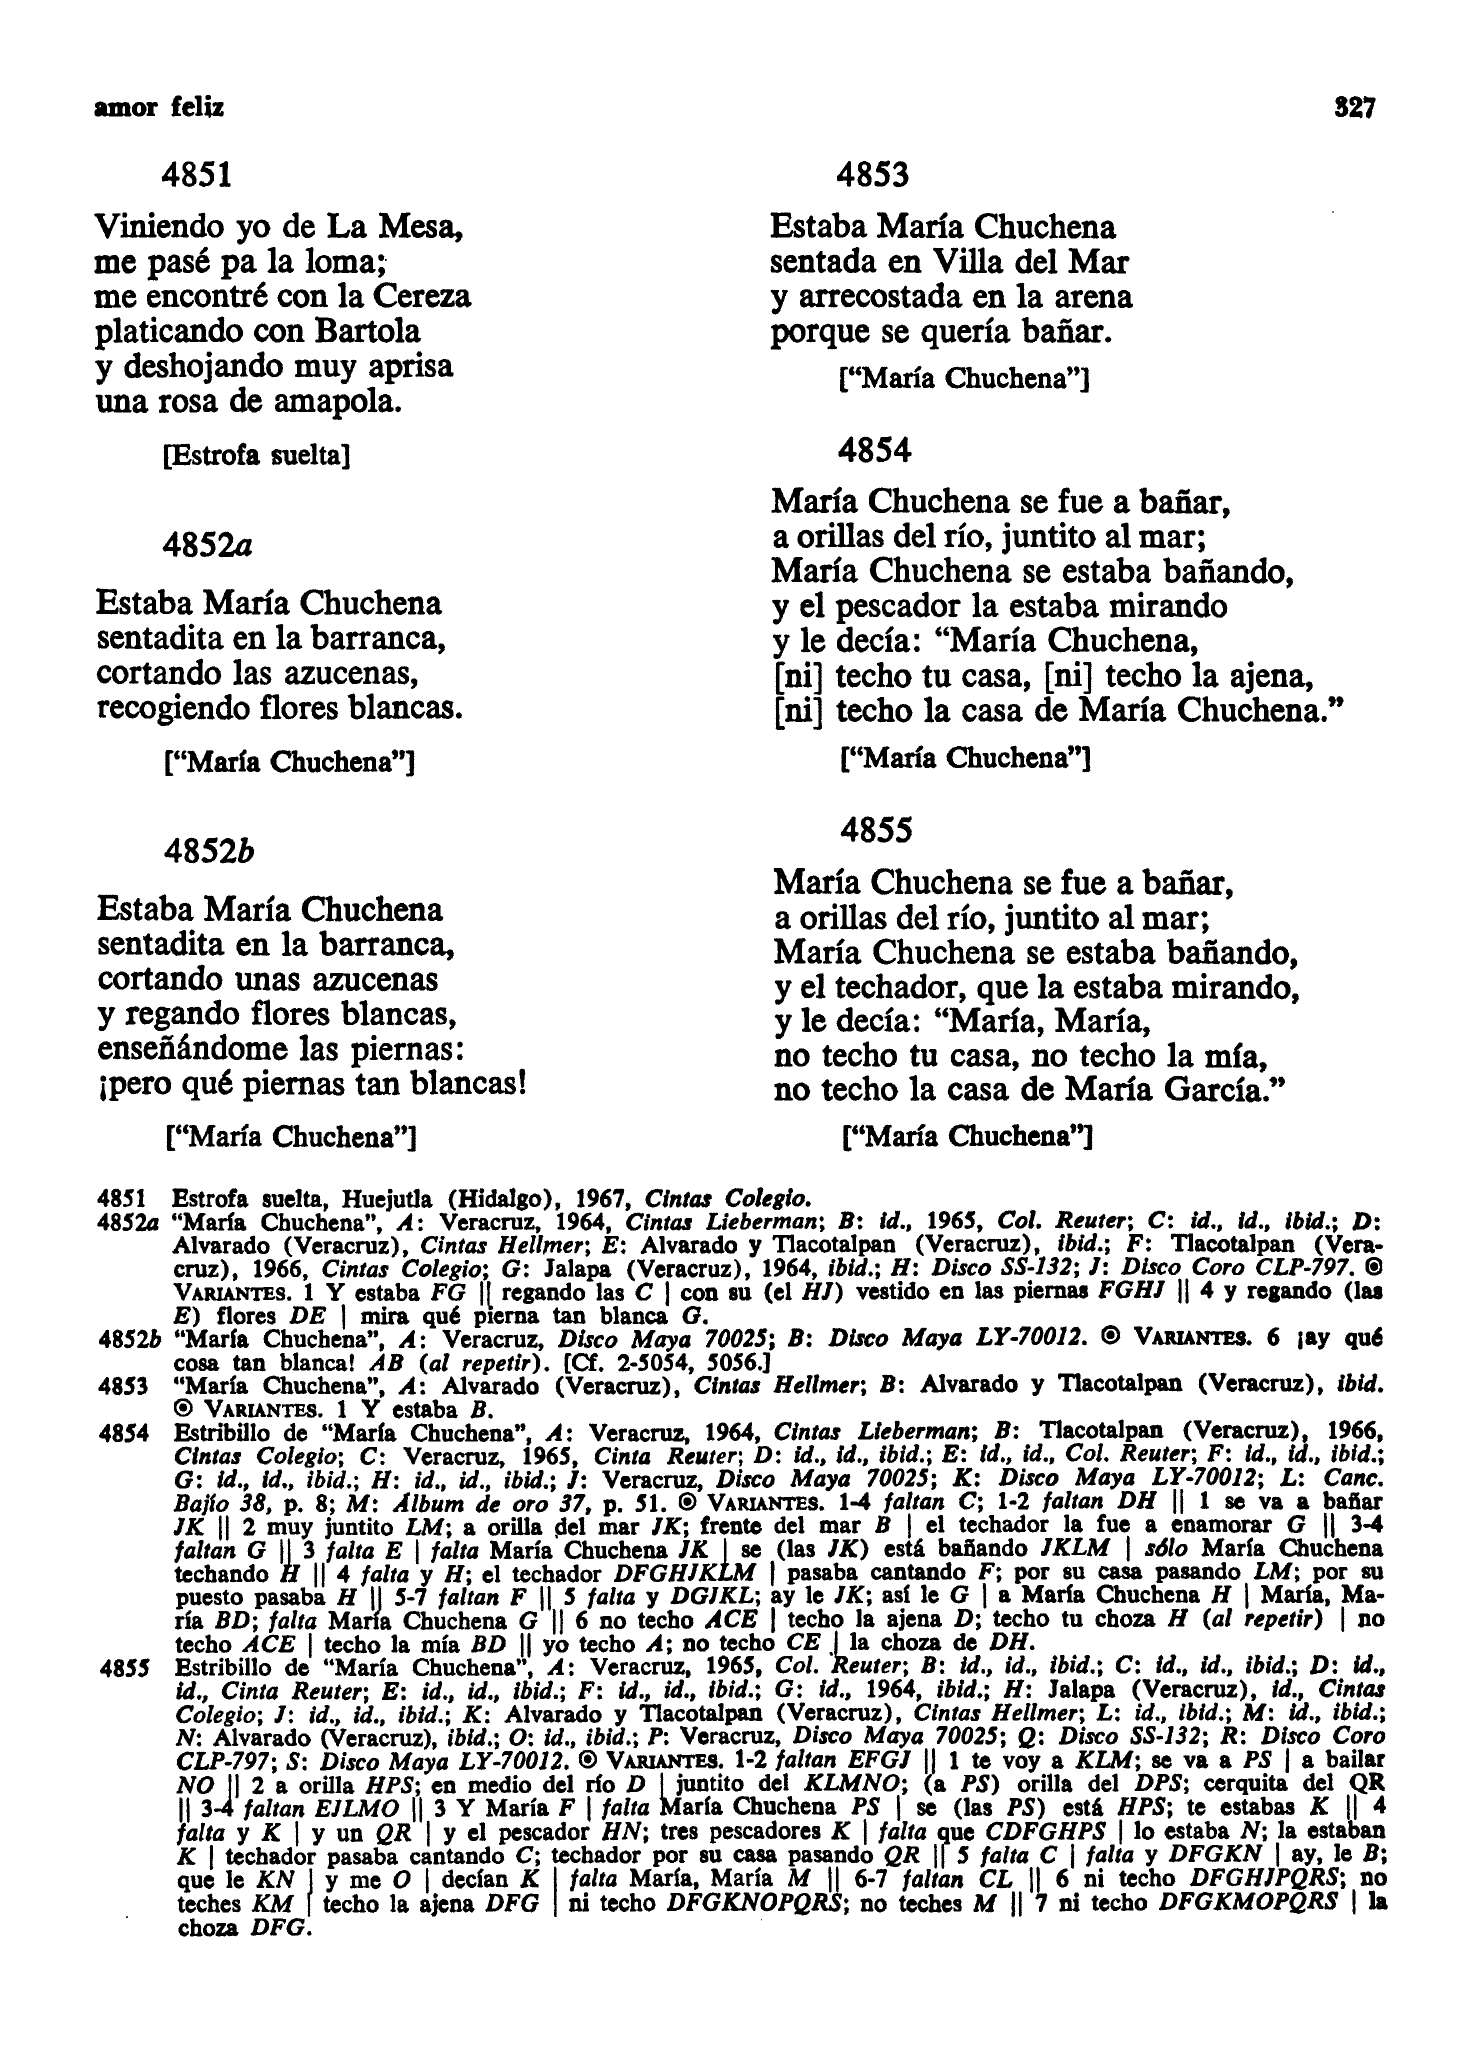 amor feliz
327
4851
Viniendo yo de La Mesa,
me pasé pa la loma;
me encontré con la Cereza
platicando con Bartola
y deshojando muy aprisa
una rosa de amapola.
[Estrofa suelta]
4852a
Estaba María Chuchena
sentadita en la barranca,
cortando las azucenas,
recogiendo flores blancas.
["María Chuchena"]
4852b
Estaba María Chuchena
sentadita en la barranca,
cortando unas azucenas
y regando flores blancas,
enseñándome las piernas:
¡pero qué piernas tan blancas!
["María Chuchena"]
4853
Estaba María Chuchena
sentada en Villa del Mar
y arrecostada en la arena
porque se quería bañar.
["María Chuchena"]
4854
María Chuchena se fue a bañar,
a orillas del río, juntito al mar;
María Chuchena se estaba bañando,
y el pescador la estaba mirando
y le decía: "María Chuchena,
[ni] techo tu casa, [ni] techo la ajena,
[ni] techo la casa de María Chuchena."
["María Chuchena"]
4855
María Chuchena se fue a bañar,
a orillas del río, juntito al mar;
María Chuchena se estaba bañando,
y el techador, que la estaba mirando,
y le decía: "María, María,
no techo tu casa, no techo la mía,
no techo la casa de María García."
["María Chuchena"]
4851 Estrofa suelta, Huejutla (Hidalgo), 1967, Cintas Colegio.
4852a "María Chuchena", A: Veracruz, 1964, Cintas Lieberman; B: id., 1965, Col. Reuter; C: id., id., ibid.; D:
Alvarado (Veracruz), Cintas Hellmer; E: Alvarado y Tlacotalpan (Veracruz), ibid.; F: Tlacotalpan (Vera-
cruz), 1966, Cintas Colegio; G: Jalapa (Veracruz), 1964, ibid.; H: Disco SS-132; J: Disco Coro CLP-797. ®
VARIANTES. 1 Y estaba FG || regando las C | con su (el HJ) vestido en las piernas FGHJ || 4 y regando (las
E) flores DE | mira qué pierna tan blanca G.
4852b "María Chuchena", A: Veracruz, Disco Maya 70025; B: Disco Maya LY-70012. ® VARIANTES. 6 ¡ay qué
cosa tan blanca! AB (al repetir). [Cf. 2-5054, 5056.]
4853 "María Chuchena", A: Alvarado (Veracruz), Cintas Hellmer; B: Alvarado y Tlacotalpan (Veracruz), ibid.
® VARIANTES. 1 Y estaba B.
4854 Estribillo de "María Chuchena", A: Veracruz, 1964, Cintas Lieberman; B: Tlacotalpan (Veracruz), 1966,
Cintas Colegio; C: Veracruz, 1965, Cinta Reuter; D: id., id., ibid.; E: id., id., Col. Reuter; F: id., id., ibid.;
G: id., id., ibid.; H: id., id., ibid.; J: Veracruz, Disco Maya 70025; K: Disco Maya LY-70012; L: Canc.
Bajío 38, p. 8; M: Álbum de oro 37, p. 51. ® VARIANTES. 1-4 faltan C; 1-2 faltan DH || 1 se va a bañar
JK || 2 muy juntito LM; a orilla del mar JK; frente del mar B | el techador la fue a enamorar G || 3-4
faltan G || 3 falta E | falta María Chuchena JK | se (las JK) está bañando JKLM | sólo María Chuchena
techando H || 4 falta y H; el techador DFGHJKLM | pasaba cantando F; por su casa pasando LM; por su
puesto pasaba H || 5-7 faltan F || 5 falta y DGJKL; ay le JK; así le G | a María Chuchena H | María, Ma-
ría BD; falta María Chuchena G || 6 no techo ACE | techo la ajena D; techo tu choza H (al repetir) | no
techo ACE | techo la mía BD || yo techo A; no techo CE | la choza de DH.
4855 Estribillo de "María Chuchena", A: Veracruz, 1965, Col. Reuter; B: id., id., ibid.; C: id., id., ibid.; D: id.,
id., Cinta Reuter; E: id., id., ibid.; F: id., id., ibid.; G: id., 1964, ibid.; H: Jalapa (Veracruz), id., Cintas
Colegio; J: id., id., ibid.; K: Alvarado y Tlacotalpan (Veracruz), Cintas Hellmer; L: id., ibid.; M: id., ibid.;
N: Alvarado (Veracruz), ibid.; O: id., ibid.; P: Veracruz, Disco Maya 70025; Q: Disco SS-132; R: Disco Coro
CLP-797; S: Disco Maya LY-70012. ® VARIANTES. 1-2 faltan EFGJ || 1 te voy a KLM; se va a PS | a bailar
NO || 2 a orilla HPS; en medio del río D | juntito del KLMNO; (a PS) orilla del DPS; cerquita del QR
|| 3-4 faltan EJLMO || 3 Y María F | falta María Chuchena PS | se (las PS) está HPS; te estabas K || 4
falta y K | y un QR | y el pescador HN; tres pescadores K | falta que CDFGHPS | lo estaba N; la estaban
K | techador pasaba cantando C; techador por su casa pasando QR || 5 falta C | falta y DFGKN | ay, le B;
que le KN | y me O | decían K | falta María, María M || 6-7 faltan CL || 6 ni techo DFGHJPQRS; no
teches KM | techo la ajena DFG | ni techo DFGKNOPQRS; no teches M || 7 ni techo DFGKMOPQRS | la
choza DFG.